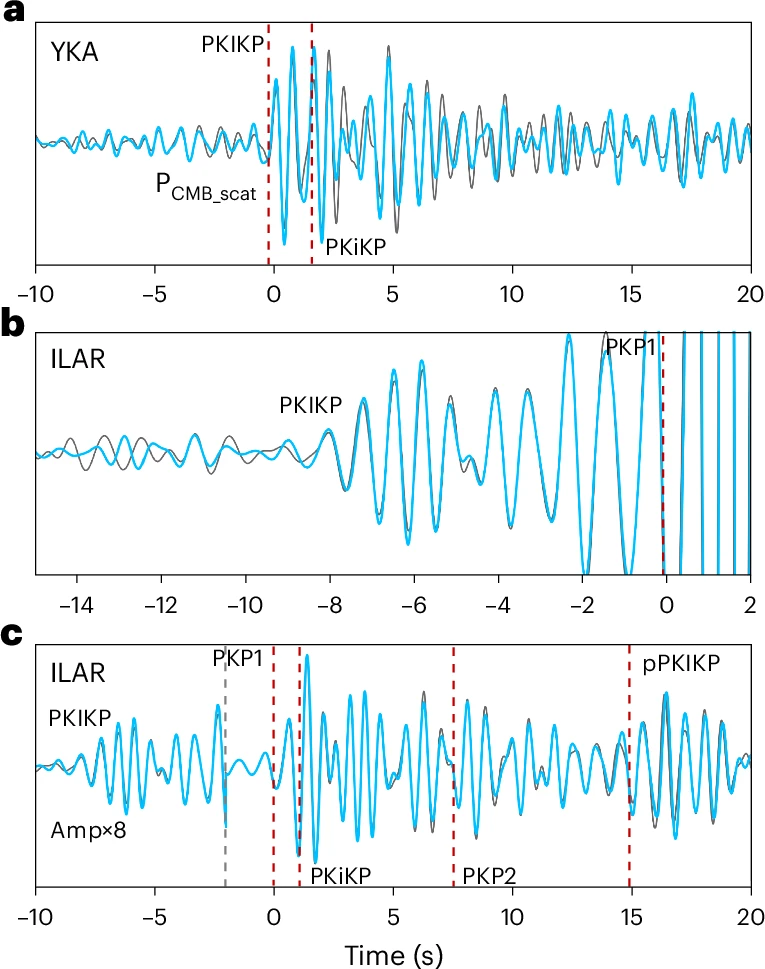 a
YKA
PKIKP
P_CMB_scat
PKiKP
−10 −5 0 5 10 15 20
b
ILAR
PKP1
PKIKP
−14 −12 −10 −8 −6 −4 −2 0 2
c
ILAR
PKP1
pPKIKP
PKIKP
Amp×8
PKiKP
PKP2
−10 −5 0 5 10 15 20
Time (s)